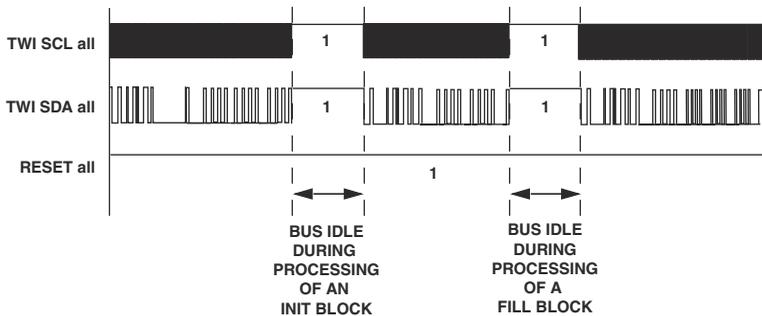 TWI SCL all
1
1
TWI SDA all
1
1
RESET all
1
BUS IDLE
DURING
PROCESSING
OF AN
INIT BLOCK
BUS IDLE
DURING
PROCESSING
OF A
FILL BLOCK